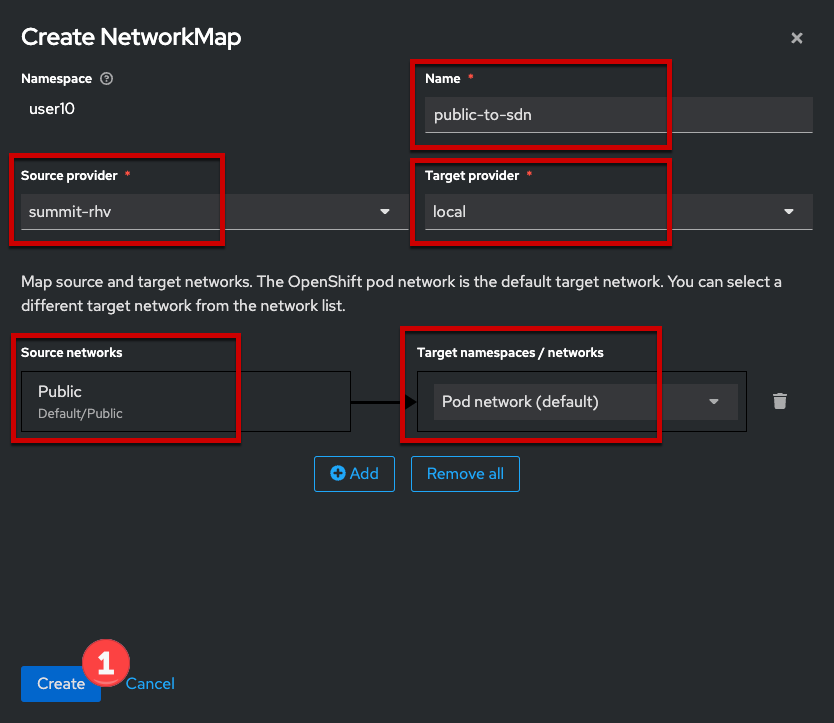 Create NetworkMap
Namespace
user10
Name *
public-to-sdn
Source provider *
summit-rhv
Target provider *
local
Map source and target networks. The OpenShift pod network is the default target network. You can select a
different target network from the network list.
Source networks
Public
Default/Public
Target namespaces / networks
Pod network (default)
Add
Remove all
Create
1
Cancel